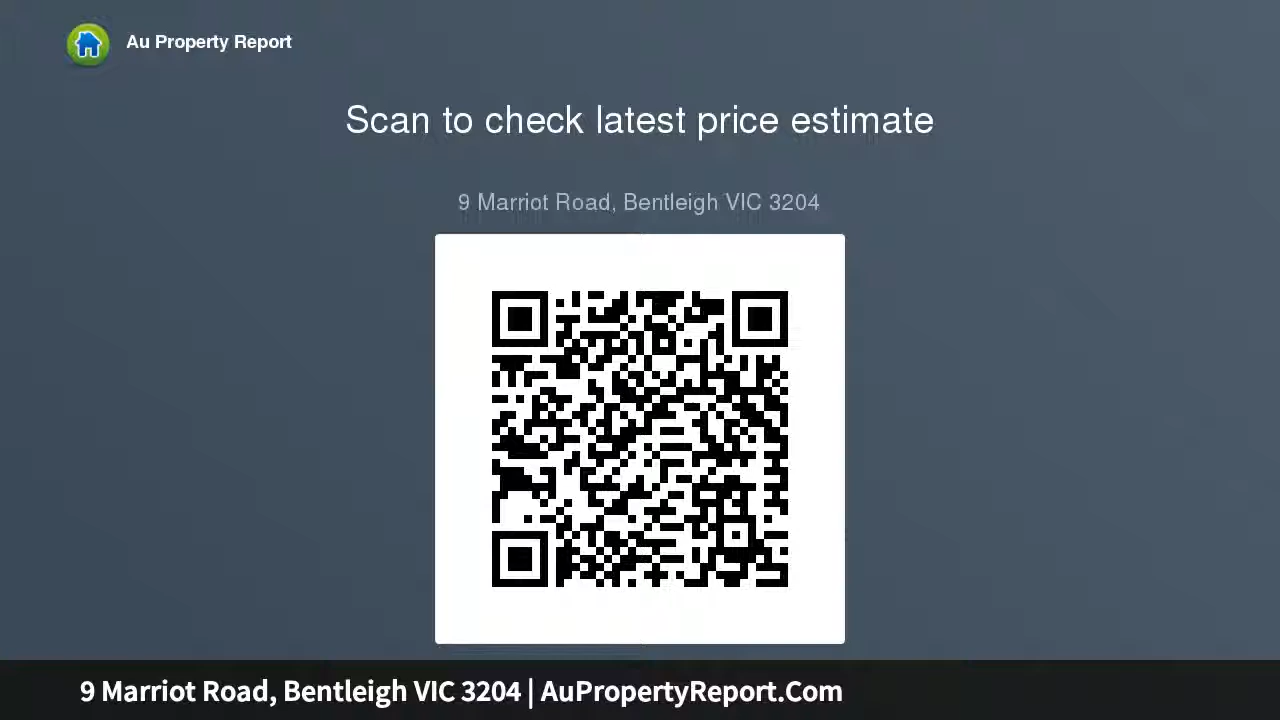 Au Property Report
Scan to check latest price estimate
9 Marriot Road, Bentleigh VIC 3204
9 Marriot Road, Bentleigh VIC 3204 | AuPropertyReport.Com